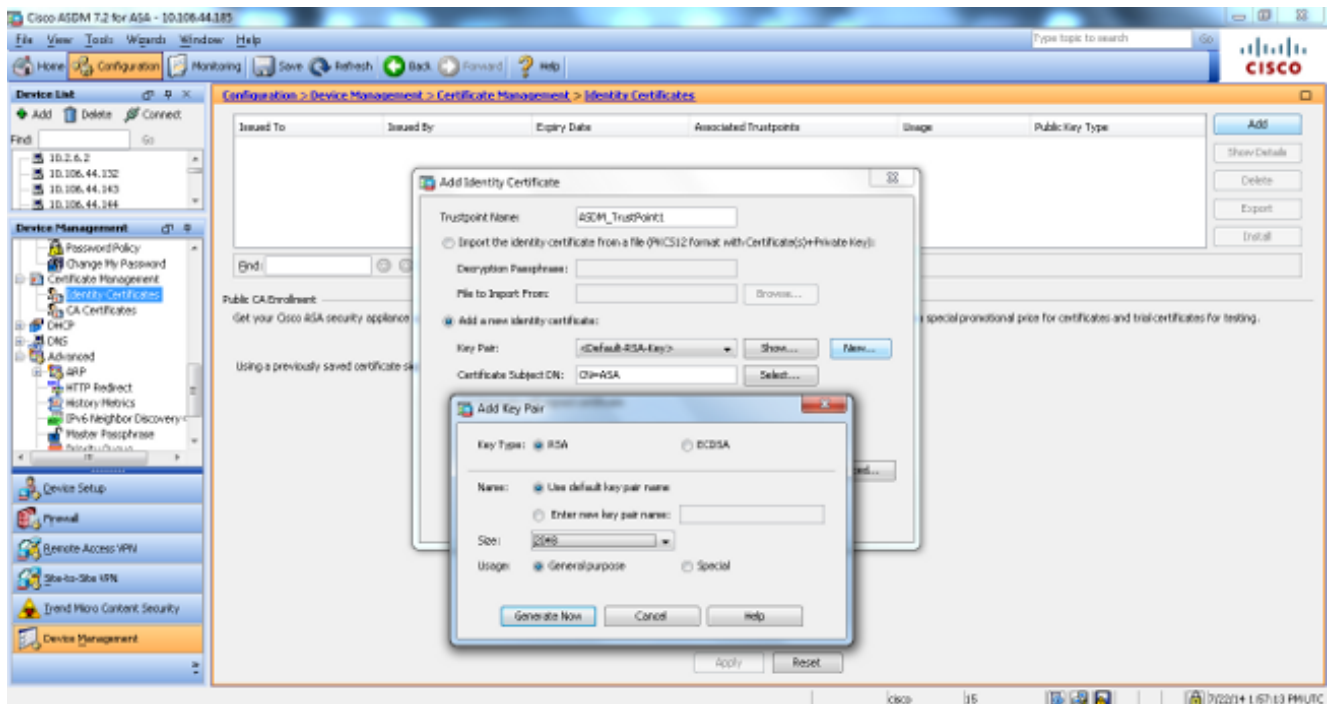 Cisco ASDM 7.2 for ASA - 10.106.44.185
File View Tools Wizards Window Help
Type topic to search Go
Home Configuration Monitoring Save Refresh Back Forward Help
CISCO
Device List
Add Delete Connect
Find: Go
10.2.6.2
10.106.44.132
10.106.44.143
10.106.44.144
Device Management
Password Policy
Change My Password
Certificate Management
Identity Certificates
CA Certificates
DHCP
DNS
Advanced
ARP
HTTP Redirect
History Metrics
IPv6 Neighbor Discovery
Master Passphrase
Priority Queue
Device Setup
Firewall
Remote Access VPN
Site-to-Site VPN
Trend Micro Content Security
Device Management
Configuration > Device Management > Certificate Management > Identity Certificates
Issued To Issued By Expiry Date Associated Trustpoints Usage Public Key Type
Add
Show Details
Delete
Export
Install
Find:
Public CA Enrollment
Get your Cisco ASA security appliance
special promotional price for certificates and trial certificates for testing.
Using a previously saved certificate
Add Identity Certificate
Trustpoint Name: ASDM_TrustPoint1
Import the identity certificate from a file (PKCS12 format with Certificate(s)+Private Key):
Decryption Passphrase:
File to Import From: Browse...
Add a new identity certificate:
Key Pair: <Default-RSA-Key> Show... New...
Certificate Subject DN: CN=ASA Select...
Add Key Pair
Key Type: RSA ECDSA
Name: Use default key pair name
Enter new key pair name:
Size: 2048
Usage: General purpose Special
Generate Now Cancel Help
Apply Reset
cisco 15 7/22/14 1:57:13 PM UTC